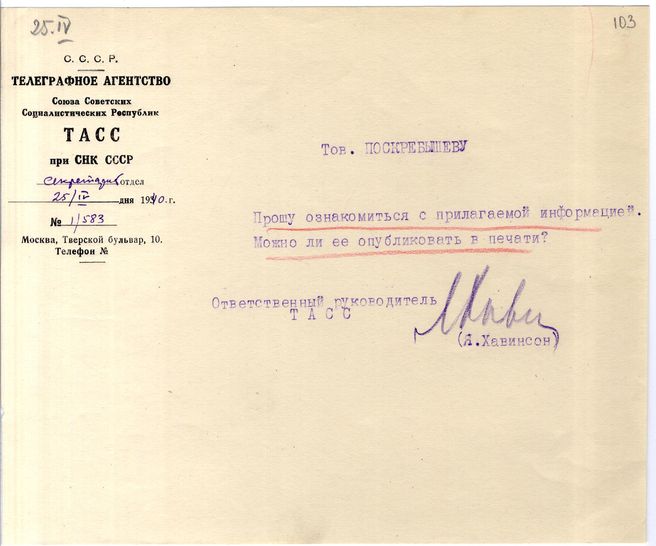 25.IV
103
С. С. С. Р.
ТЕЛЕГРАФНОЕ АГЕНТСТВО
Союза Советских
Социалистических Республик
ТАСС
при СНК СССР
Секретариат отдел
25/IV дня 1940. г.
№ 1/583
Москва, Тверской бульвар, 10.
Телефон №
Тов. ПОСКРЕБЫШЕВУ
Прошу ознакомиться с прилагаемой информацией.
Можно ли ее опубликовать в печати?
Ответственный руководитель
ТАСС
(Я.Хавинсон)